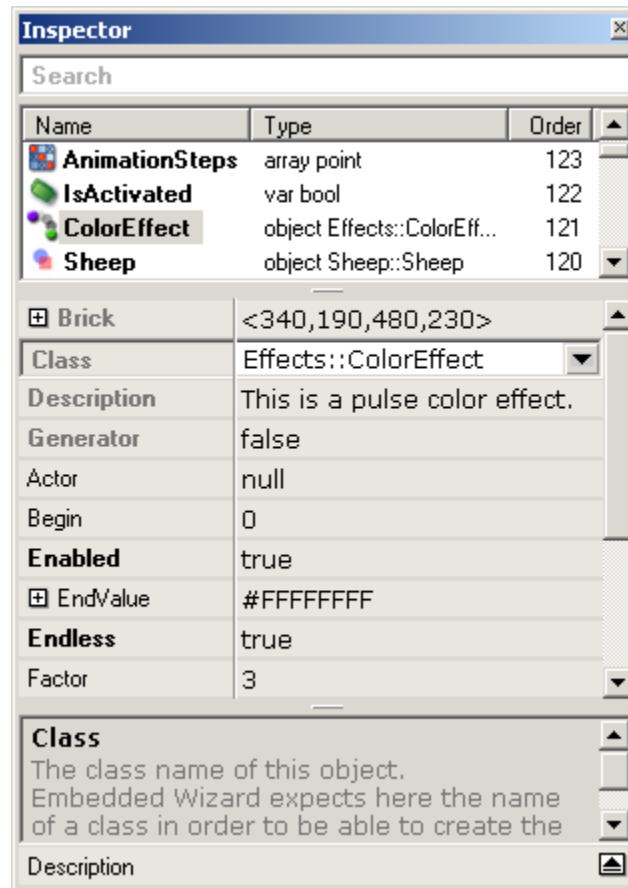 Inspector
Search
Name Type Order
AnimationSteps array point 123
IsActivated var bool 122
ColorEffect object Effects::ColorEff... 121
Sheep object Sheep::Sheep 120
Brick <340,190,480,230>
Class Effects::ColorEffect
Description This is a pulse color effect.
Generator false
Actor null
Begin 0
Enabled true
EndValue #FFFFFFFF
Endless true
Factor 3
Class
The class name of this object.
Embedded Wizard expects here the name
of a class in order to be able to create the
Description